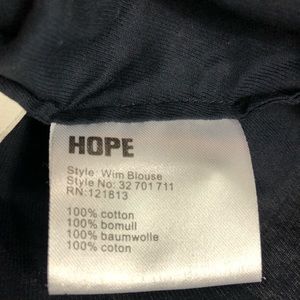 HOPE
Style: Wim Blouse
Style No: 32 701 711
RN:121813
100% cotton
100% bomull
100% baumwolle
100% coton